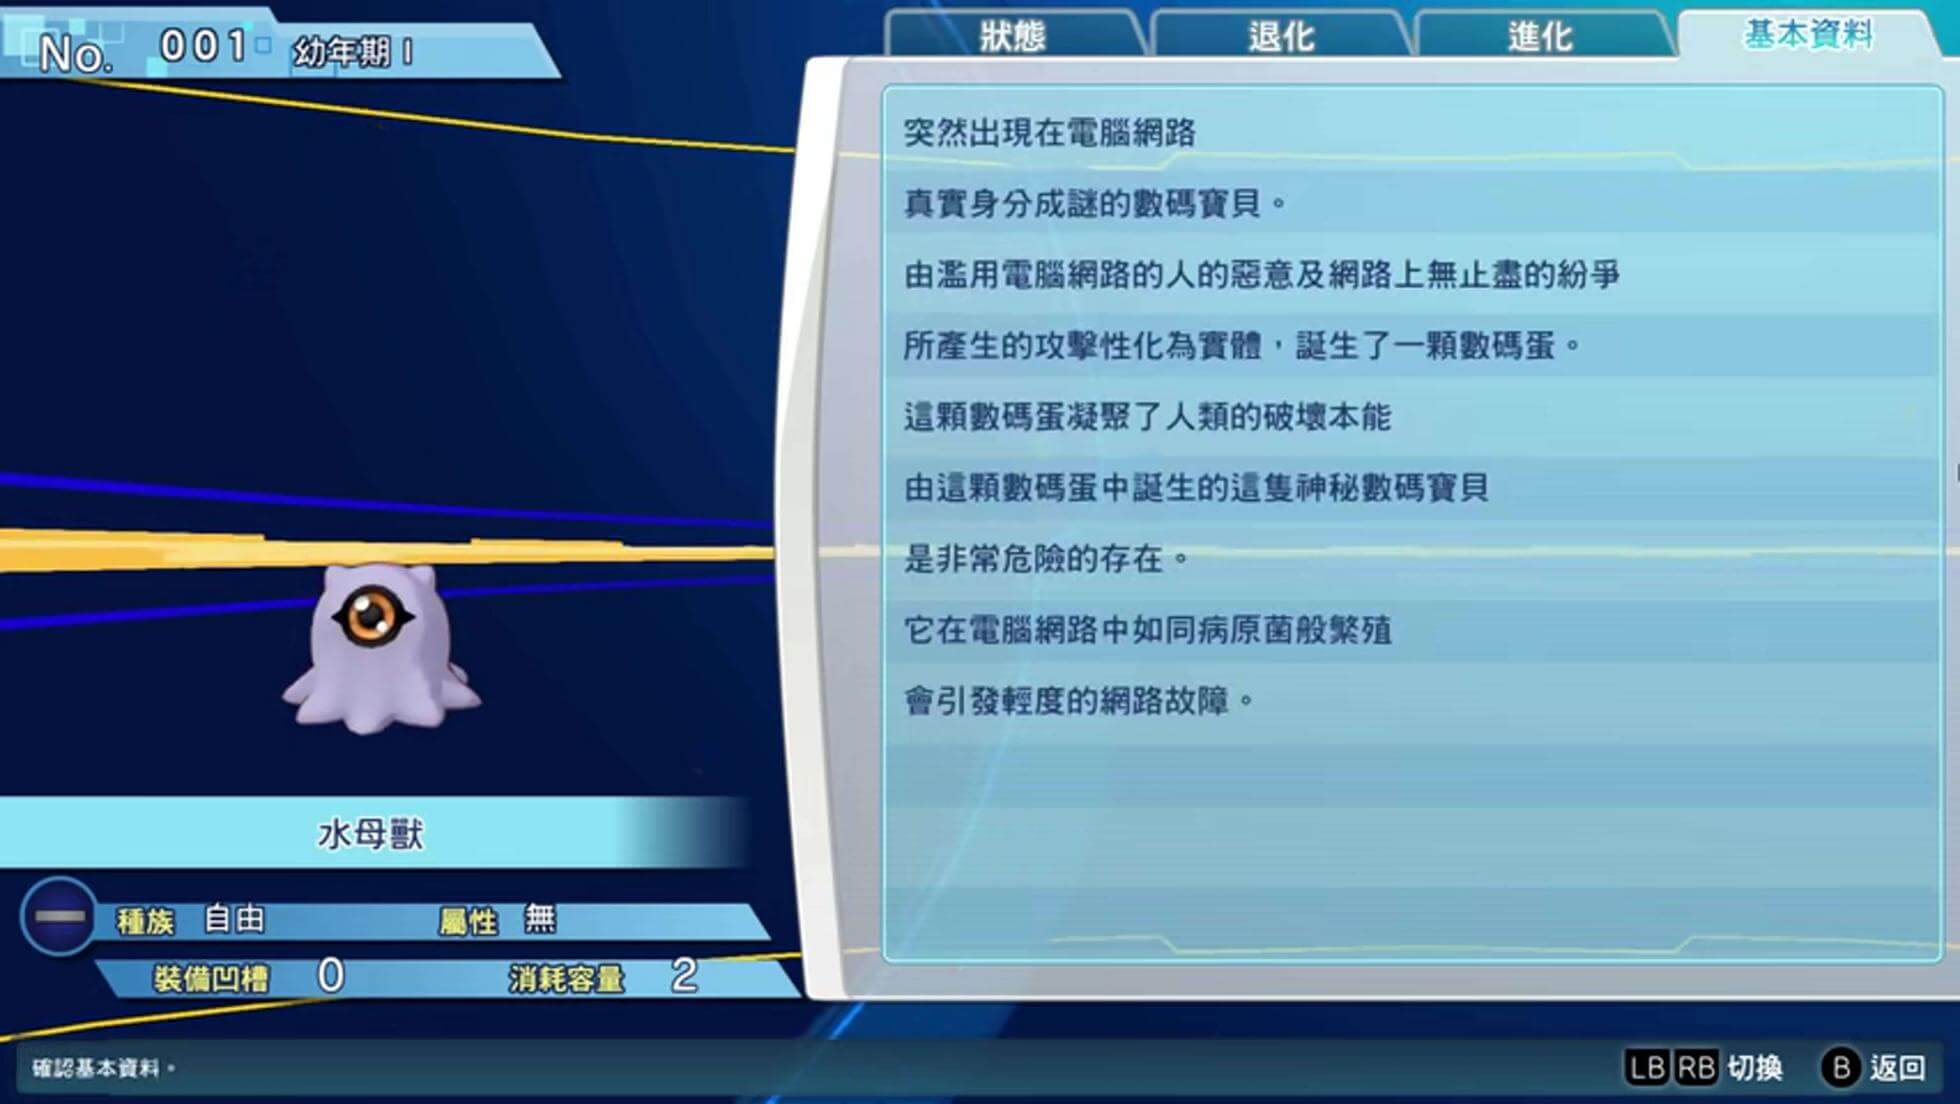 No. 001 幼年期 I
狀態 退化 進化 基本資料
突然出現在電腦網路
真實身分成謎的數碼寶貝。
由濫用電腦網路的人的惡意及網路上無止盡的紛爭
所產生的攻擊性化為實體，誕生了一顆數碼蛋。
這顆數碼蛋凝聚了人類的破壞本能
由這顆數碼蛋中誕生的這隻神秘數碼寶貝
是非常危險的存在。
它在電腦網路中如同病原菌般繁殖
會引發輕度的網路故障。
水母獸
種族 自由 屬性 無
裝備凹槽 0 消耗容量 2
確認基本資料。
LB RB 切換 B 返回